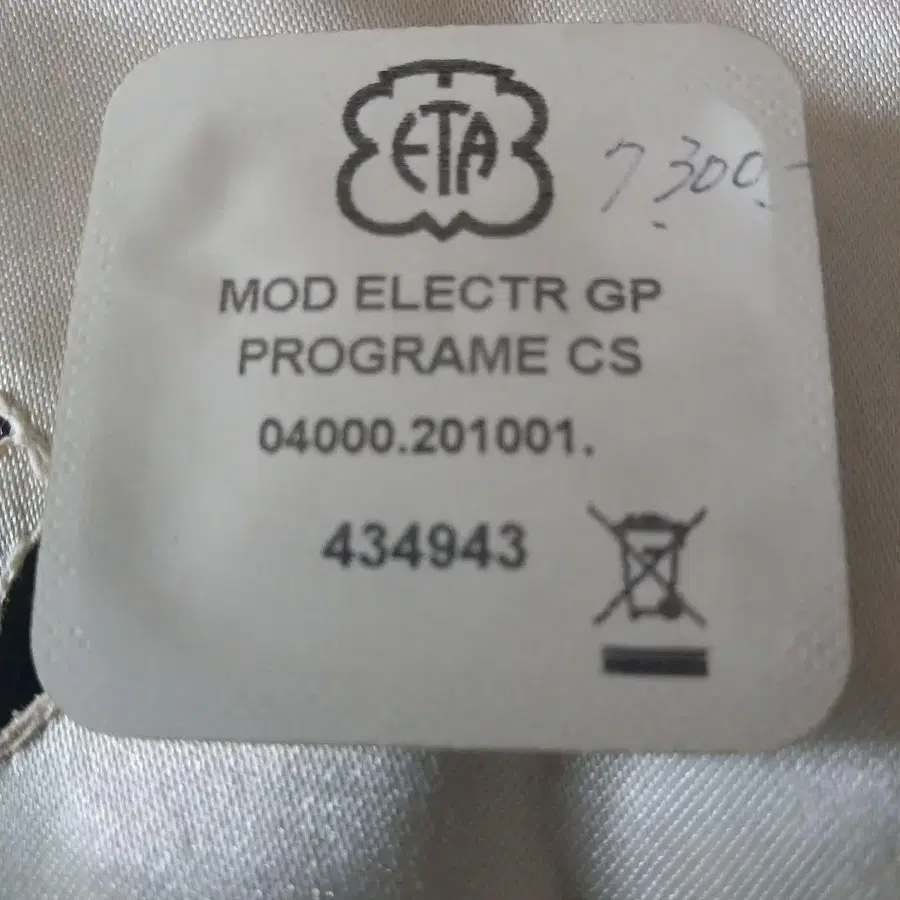 ETA
7.300.-
MOD ELECTR GP
PROGRAME CS
04000.201001.
434943